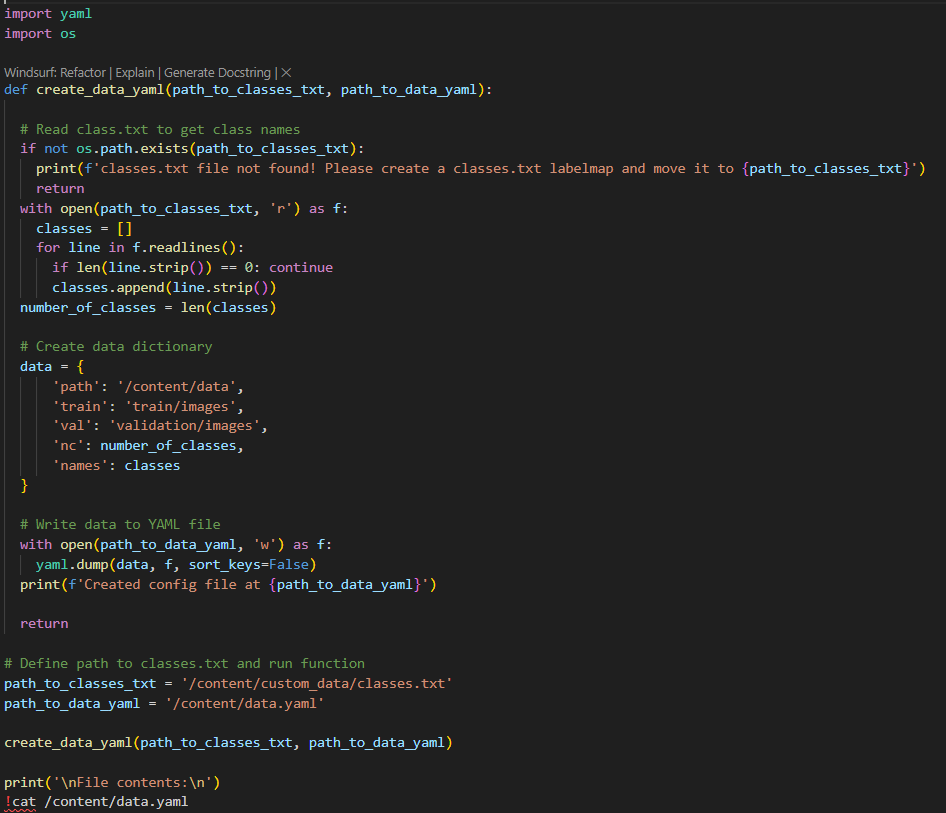 import yaml
import os
Windsurf: Refactor | Explain | Generate Docstring | ×
def create_data_yaml(path_to_classes_txt, path_to_data_yaml):
  # Read class.txt to get class names
  if not os.path.exists(path_to_classes_txt):
    print(f'classes.txt file not found! Please create a classes.txt labelmap and move it to {path_to_classes_txt}')
    return
  with open(path_to_classes_txt, 'r') as f:
    classes = []
    for line in f.readlines():
      if len(line.strip()) == 0: continue
      classes.append(line.strip())
  number_of_classes = len(classes)
  # Create data dictionary
  data = {
      'path': '/content/data',
      'train': 'train/images',
      'val': 'validation/images',
      'nc': number_of_classes,
      'names': classes
  }
  # Write data to YAML file
  with open(path_to_data_yaml, 'w') as f:
    yaml.dump(data, f, sort_keys=False)
  print(f'Created config file at {path_to_data_yaml}')
  return
# Define path to classes.txt and run function
path_to_classes_txt = '/content/custom_data/classes.txt'
path_to_data_yaml = '/content/data.yaml'
create_data_yaml(path_to_classes_txt, path_to_data_yaml)
print('\nFile contents:\n')
!cat /content/data.yaml